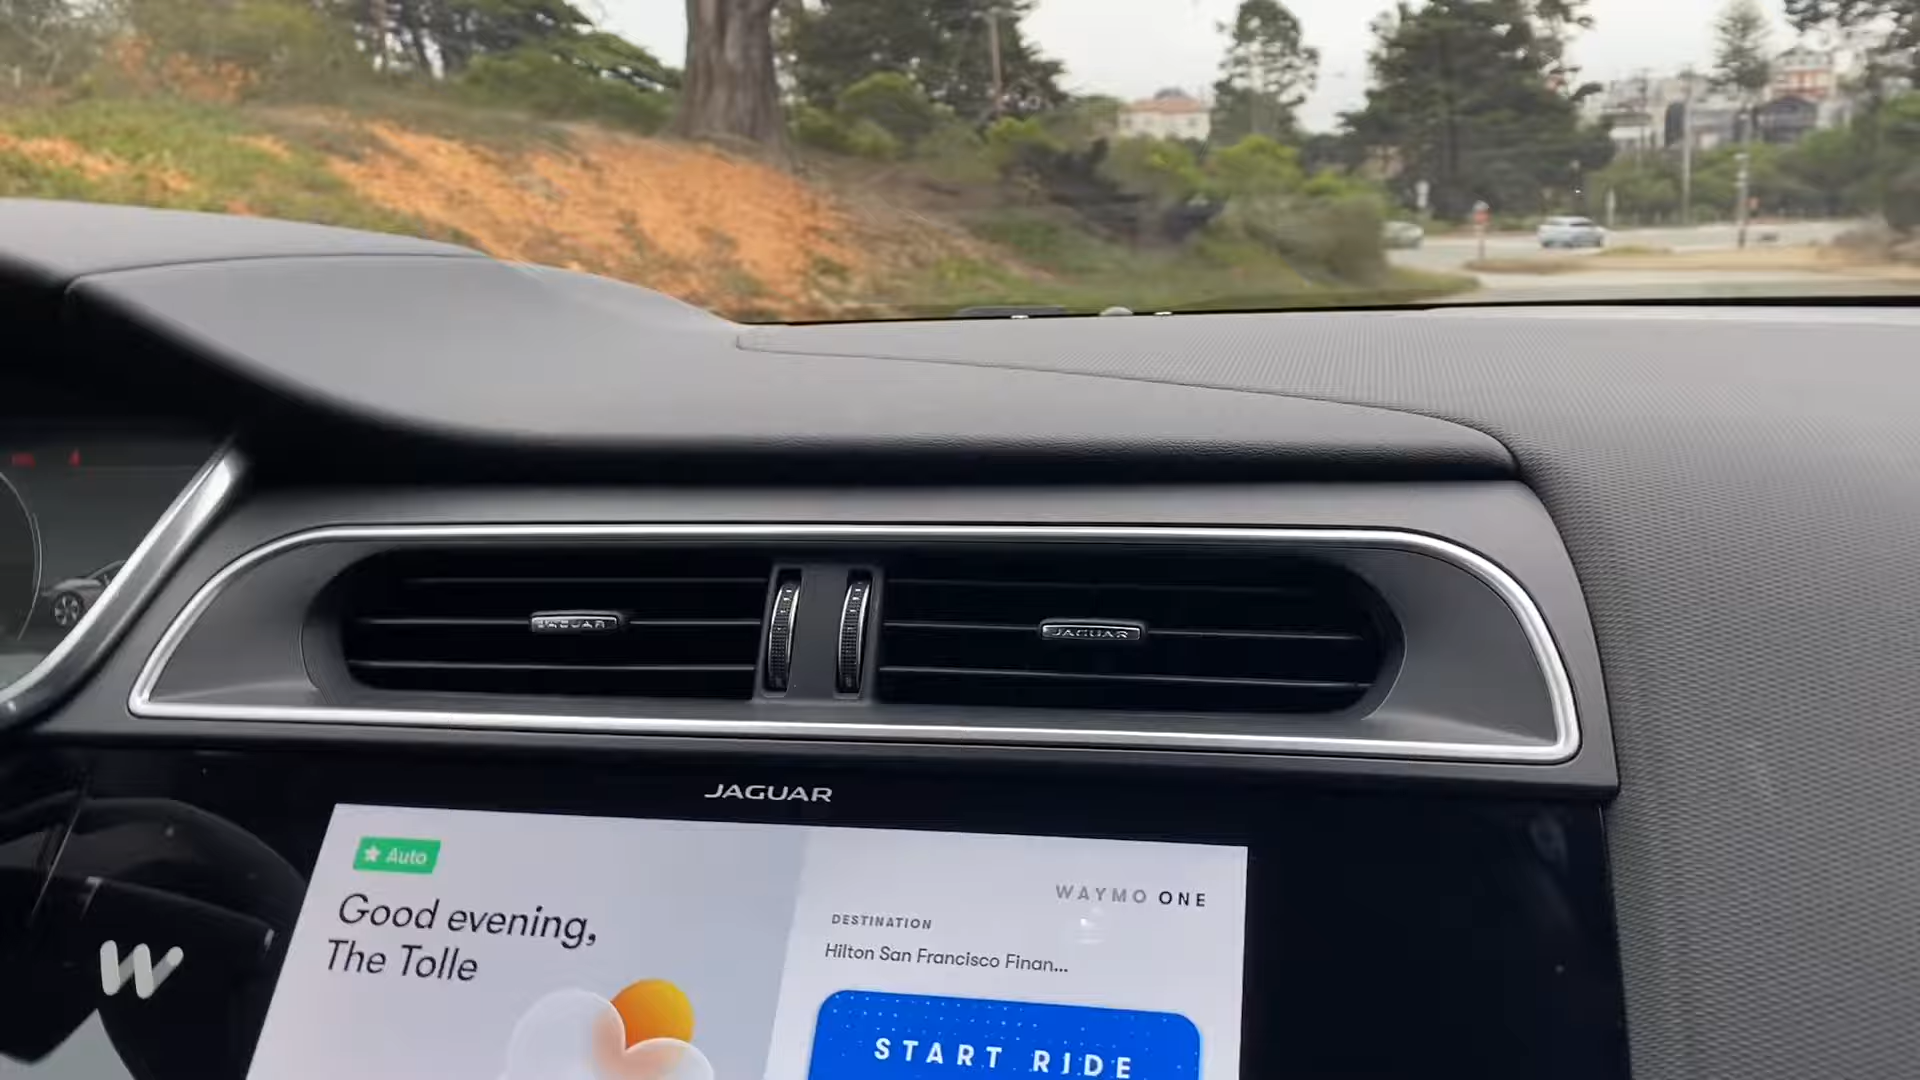 JAGUAR
JAGUAR
JAGUAR
Auto
Good evening,
The Tolle
WAYMO ONE
DESTINATION
Hilton San Francisco Finan...
START RIDE